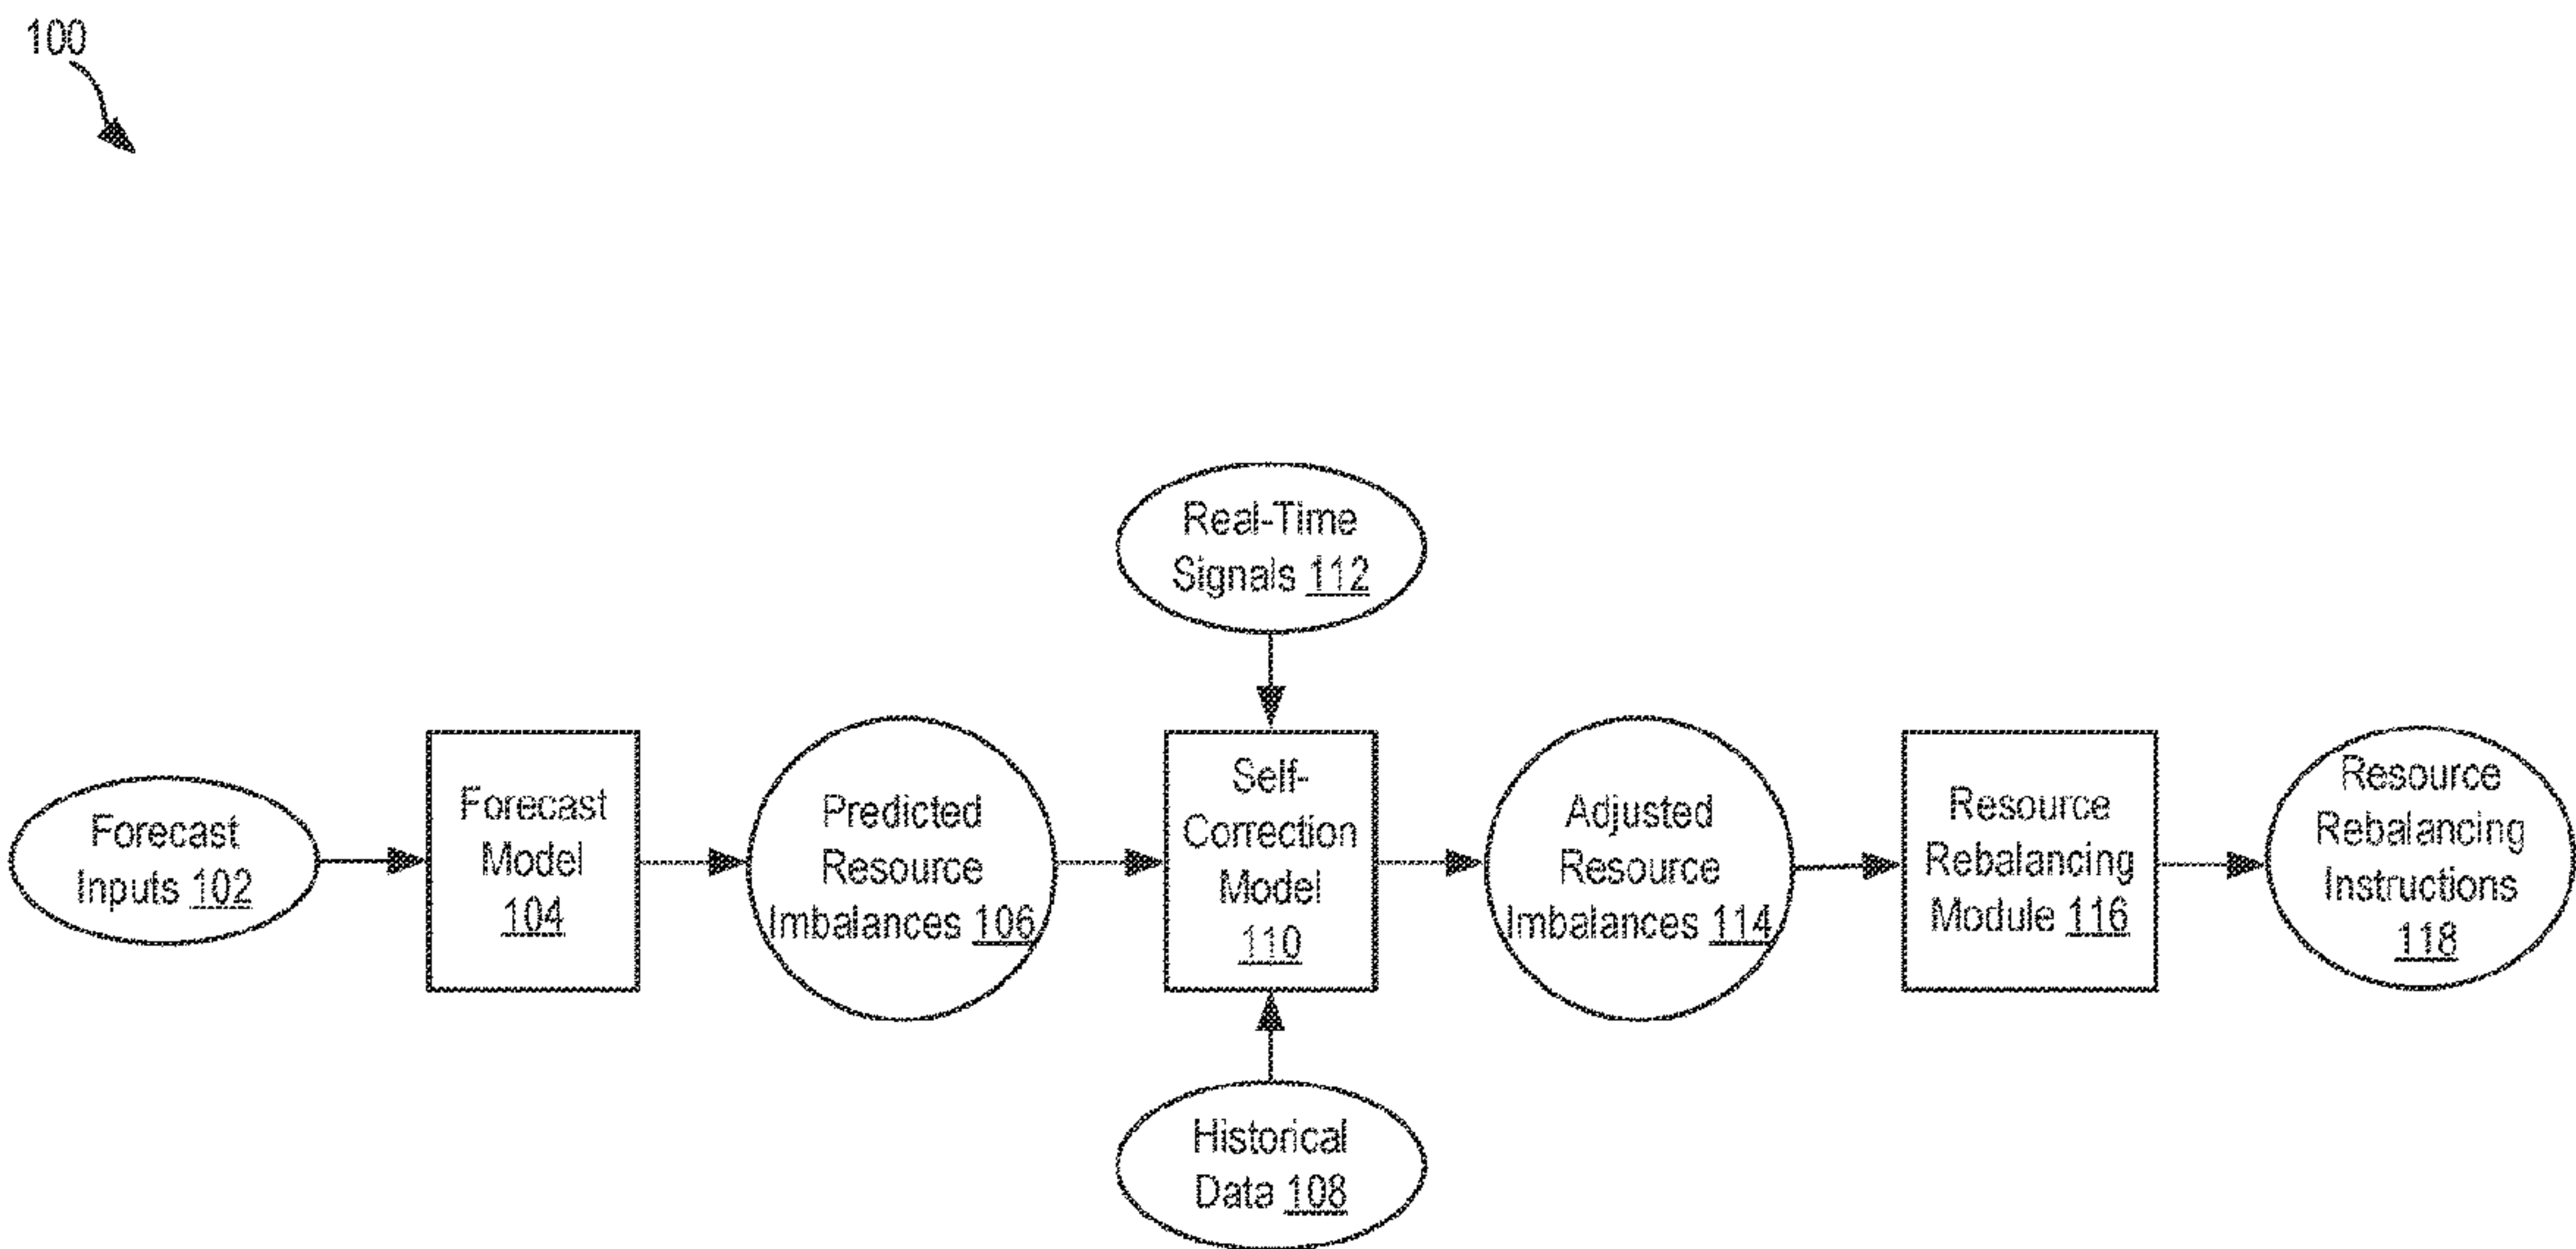 100
Real-Time
Signals 112
Forecast
Inputs 102
Forecast
Model
104
Predicted
Resource
Imbalances 106
Self-
Correction
Model
110
Adjusted
Resource
Imbalances 114
Resource
Rebalancing
Module 116
Resource
Rebalancing
Instructions
118
Historical
Data 108